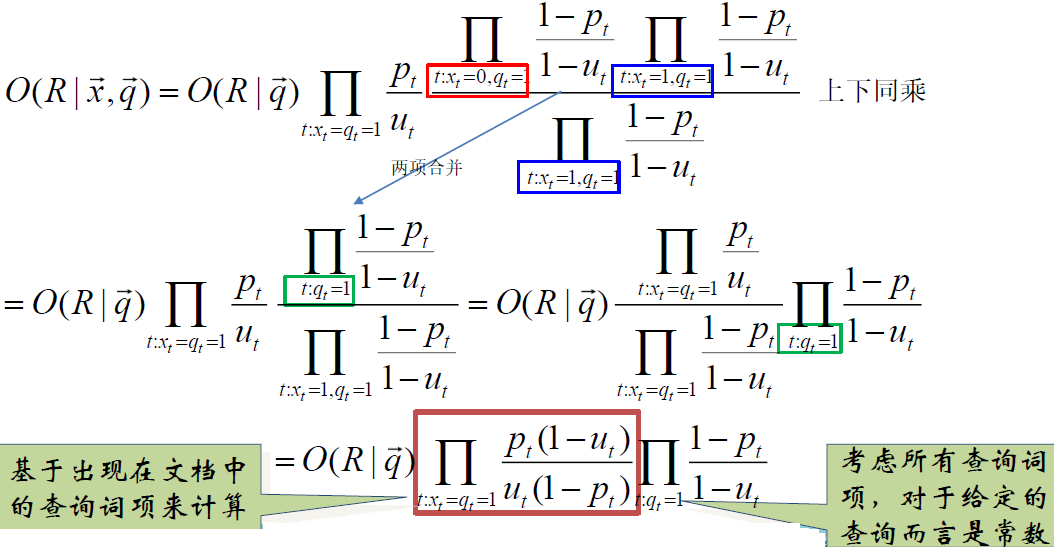 O(R | \vec{x}, \vec{q}) = O(R | \vec{q}) \prod_{t:x_t=q_t=1} \frac{p_t}{u_t} \frac{\prod_{t:x_t=0,q_t=1} \frac{1-p_t}{1-u_t} \prod_{t:x_t=1,q_t=1} \frac{1-p_t}{1-u_t}}{\prod_{t:x_t=1,q_t=1} \frac{1-p_t}{1-u_t}} 上下同乘
两项合并
= O(R | \vec{q}) \prod_{t:x_t=q_t=1} \frac{p_t}{u_t} \frac{\prod_{t:q_t=1} \frac{1-p_t}{1-u_t}}{\prod_{t:x_t=1,q_t=1} \frac{1-p_t}{1-u_t}} = O(R | \vec{q}) \frac{\prod_{t:x_t=q_t=1} \frac{p_t}{u_t}}{\prod_{t:x_t=q_t=1} \frac{1-p_t}{1-u_t}} \prod_{t:q_t=1} \frac{1-p_t}{1-u_t}
= O(R | \vec{q}) \prod_{t:x_t=q_t=1} \frac{p_t(1-u_t)}{u_t(1-p_t)} \prod_{t:q_t=1} \frac{1-p_t}{1-u_t}
基于出现在文档中
的查询词项来计算
考虑所有查询词
项，对于给定的
查询而言是常数